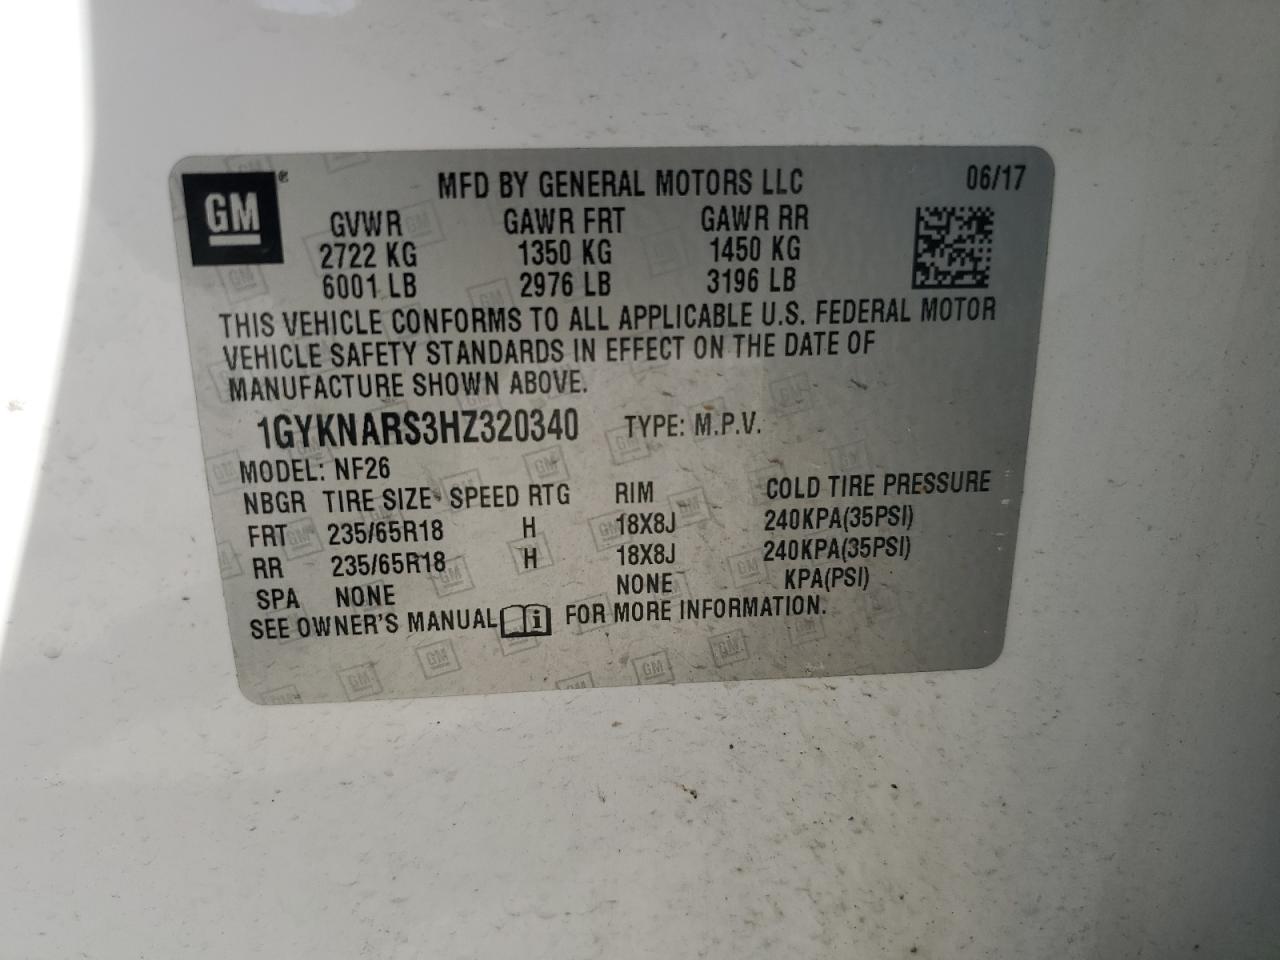 GM ® MFD BY GENERAL MOTORS LLC 06/17
GVWR GAWR FRT GAWR RR
2722 KG 1350 KG 1450 KG
6001 LB 2976 LB 3196 LB
THIS VEHICLE CONFORMS TO ALL APPLICABLE U.S. FEDERAL MOTOR
VEHICLE SAFETY STANDARDS IN EFFECT ON THE DATE OF
MANUFACTURE SHOWN ABOVE.
1GYKNARS3HZ320340 TYPE: M.P.V.
MODEL: NF26
NBGR TIRE SIZE SPEED RTG RIM COLD TIRE PRESSURE
FRT 235/65R18 H 18X8J 240KPA(35PSI)
RR 235/65R18 H 18X8J 240KPA(35PSI)
SPA NONE NONE KPA(PSI)
SEE OWNER'S MANUAL i FOR MORE INFORMATION.